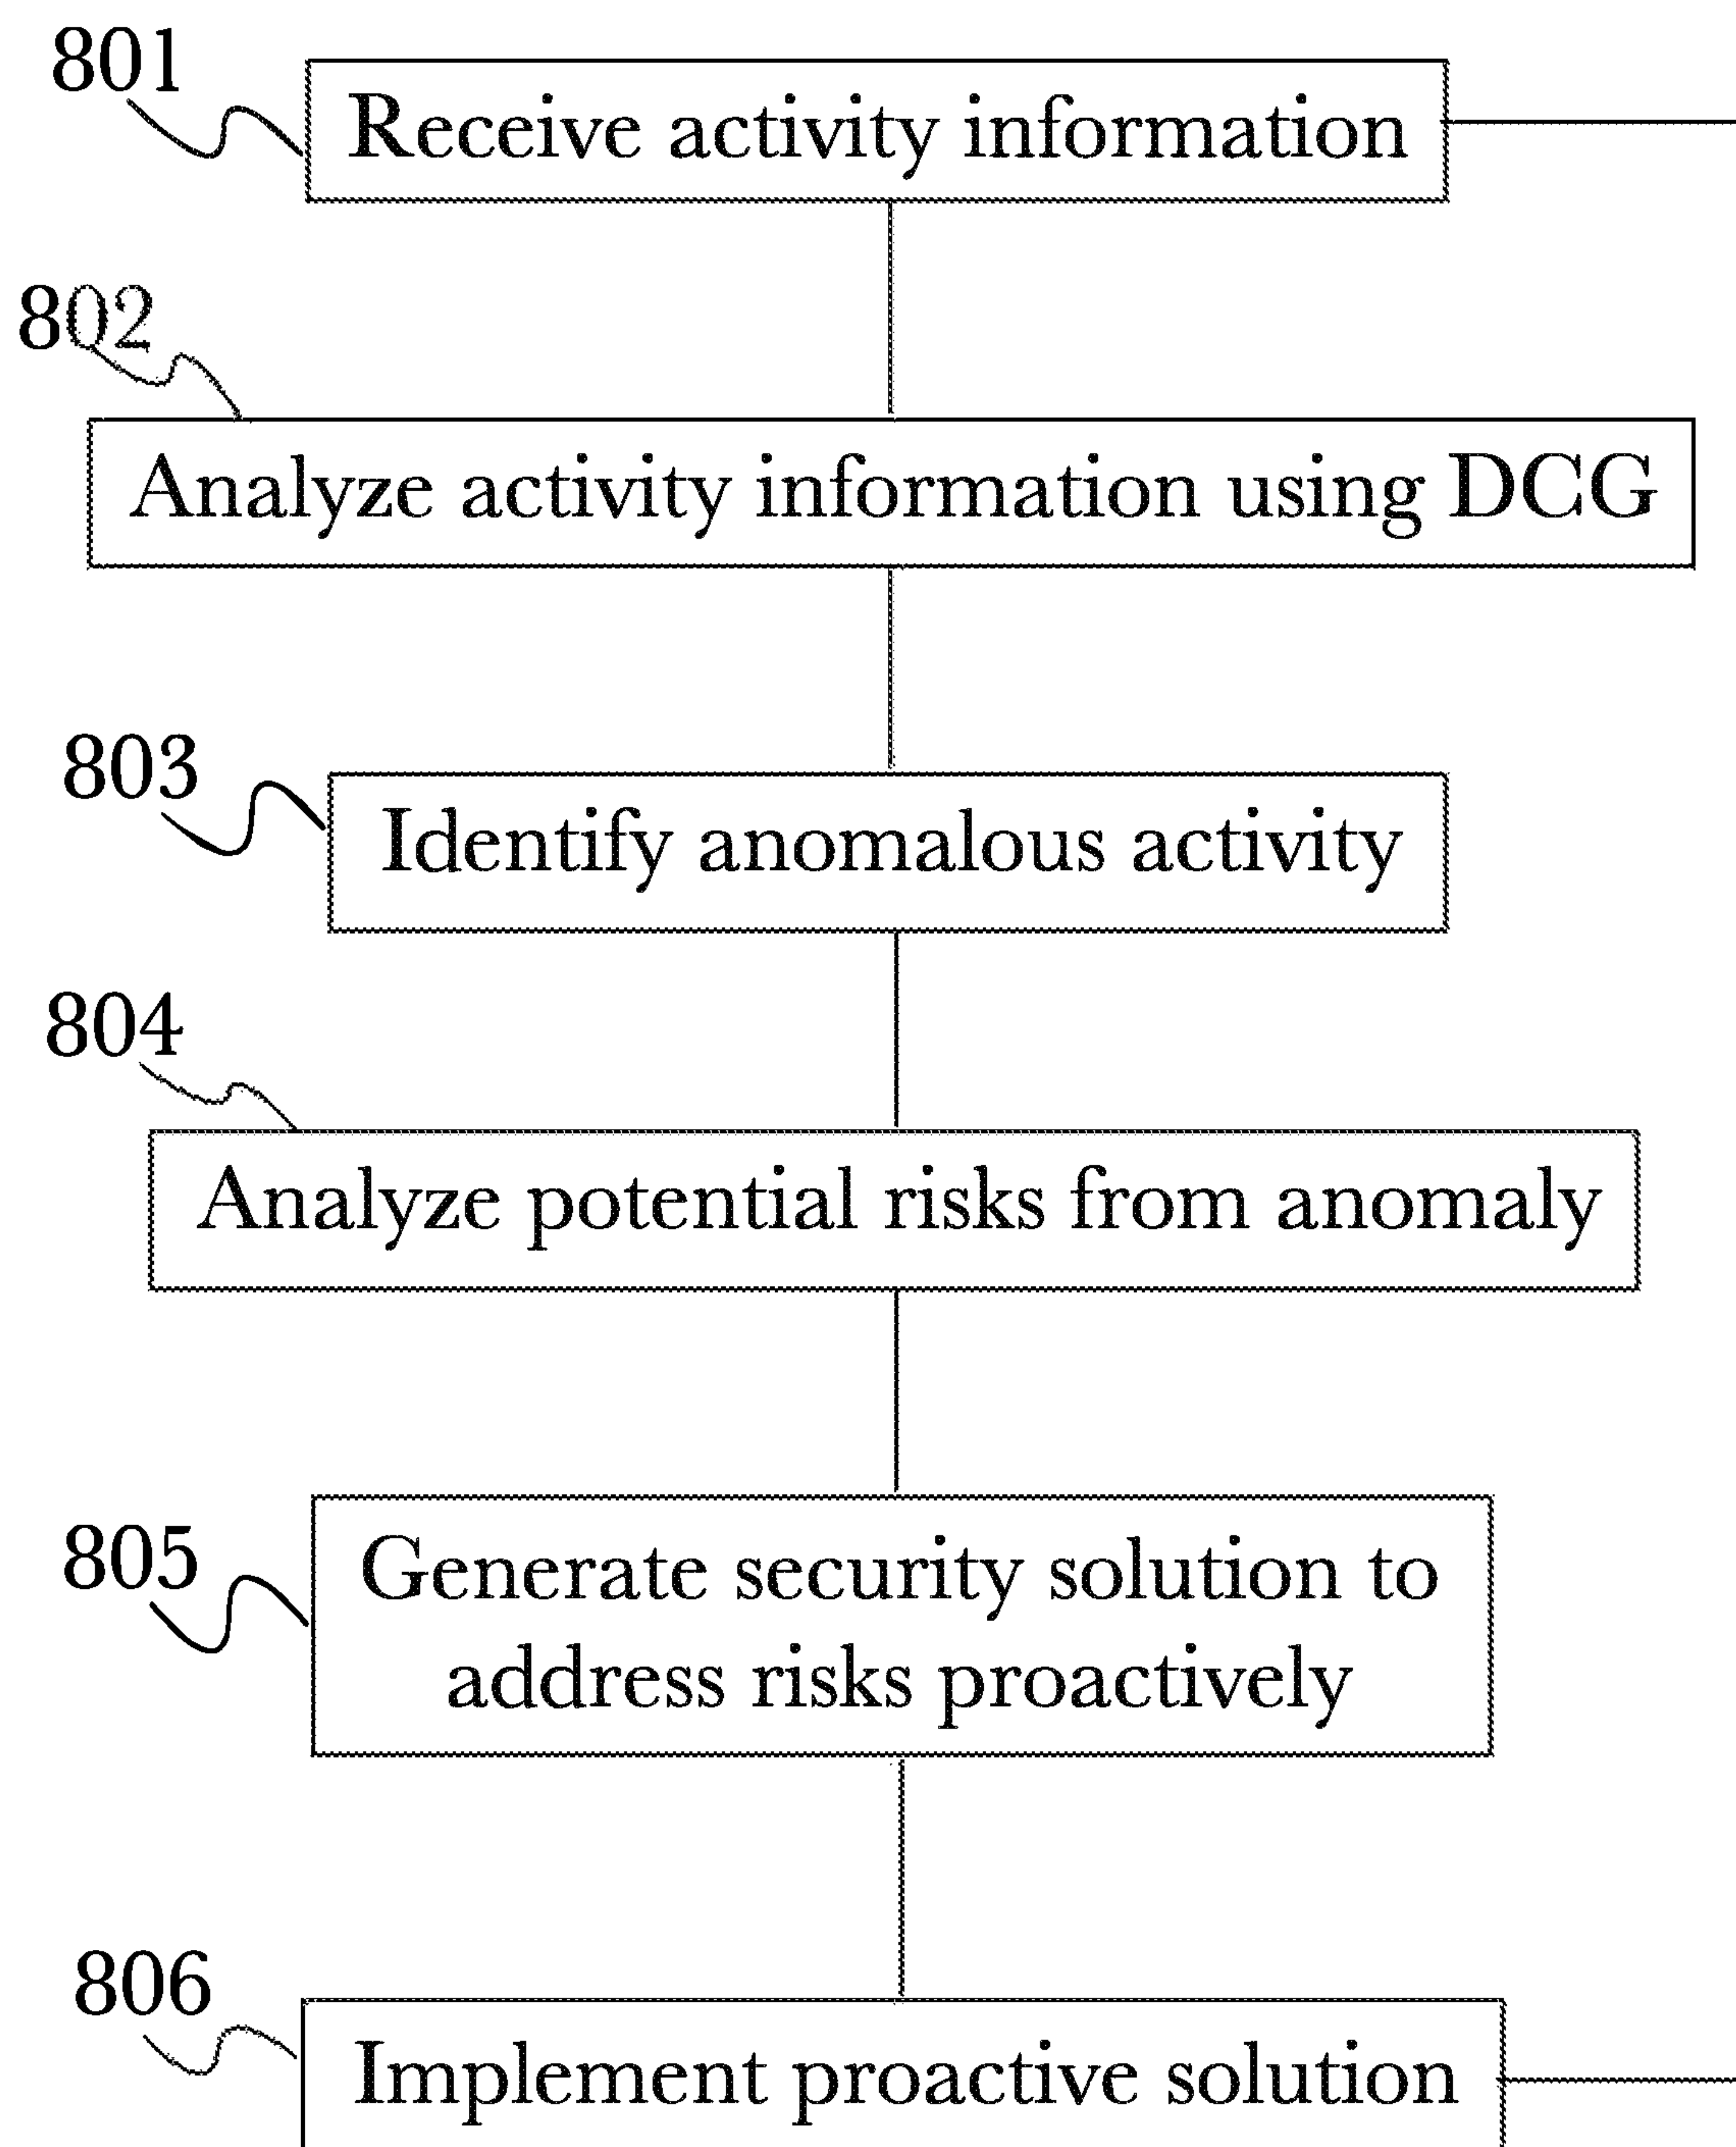 801
Receive activity information
802
Analyze activity information using DCG
803
Identify anomalous activity
804
Analyze potential risks from anomaly
805
Generate security solution to
address risks proactively
806
Implement proactive solution